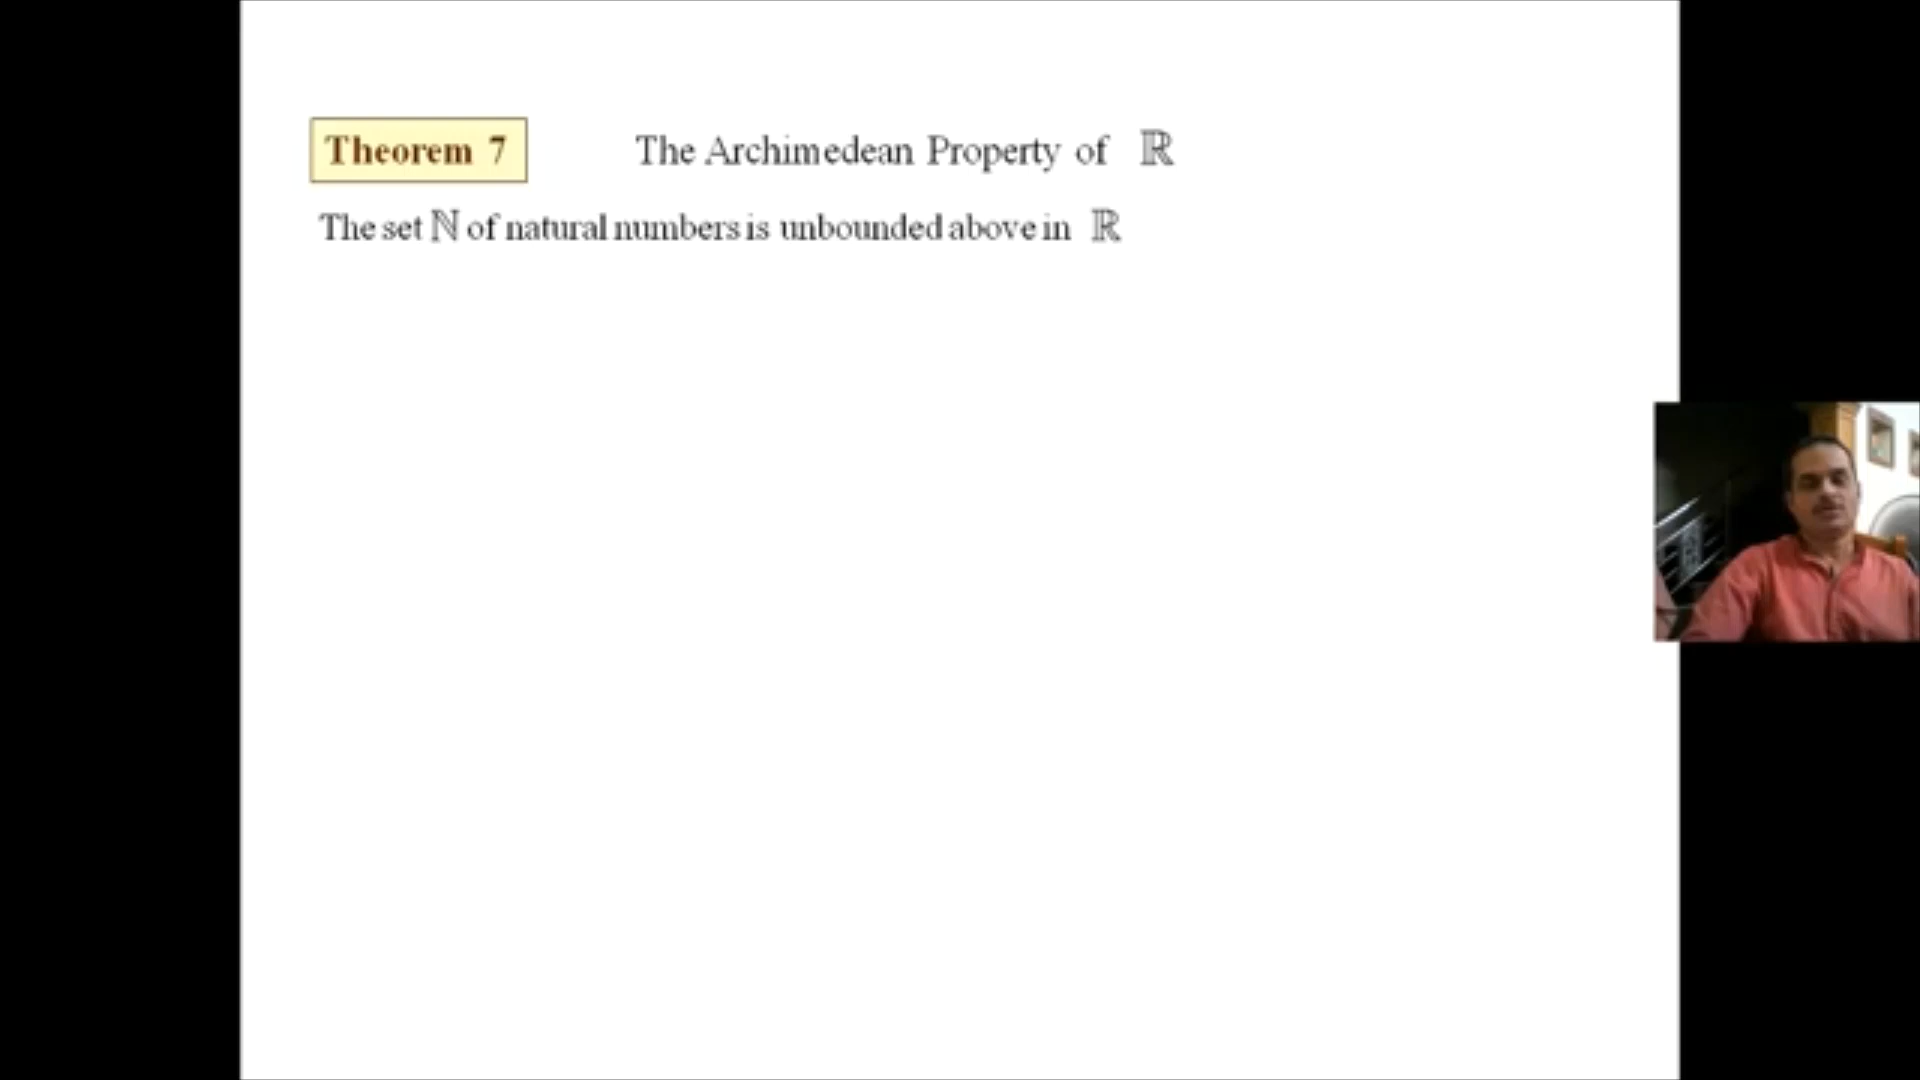 Theorem 7 The Archimedean Property of ℝ
The set ℕ of natural numbers is unbounded above in ℝ